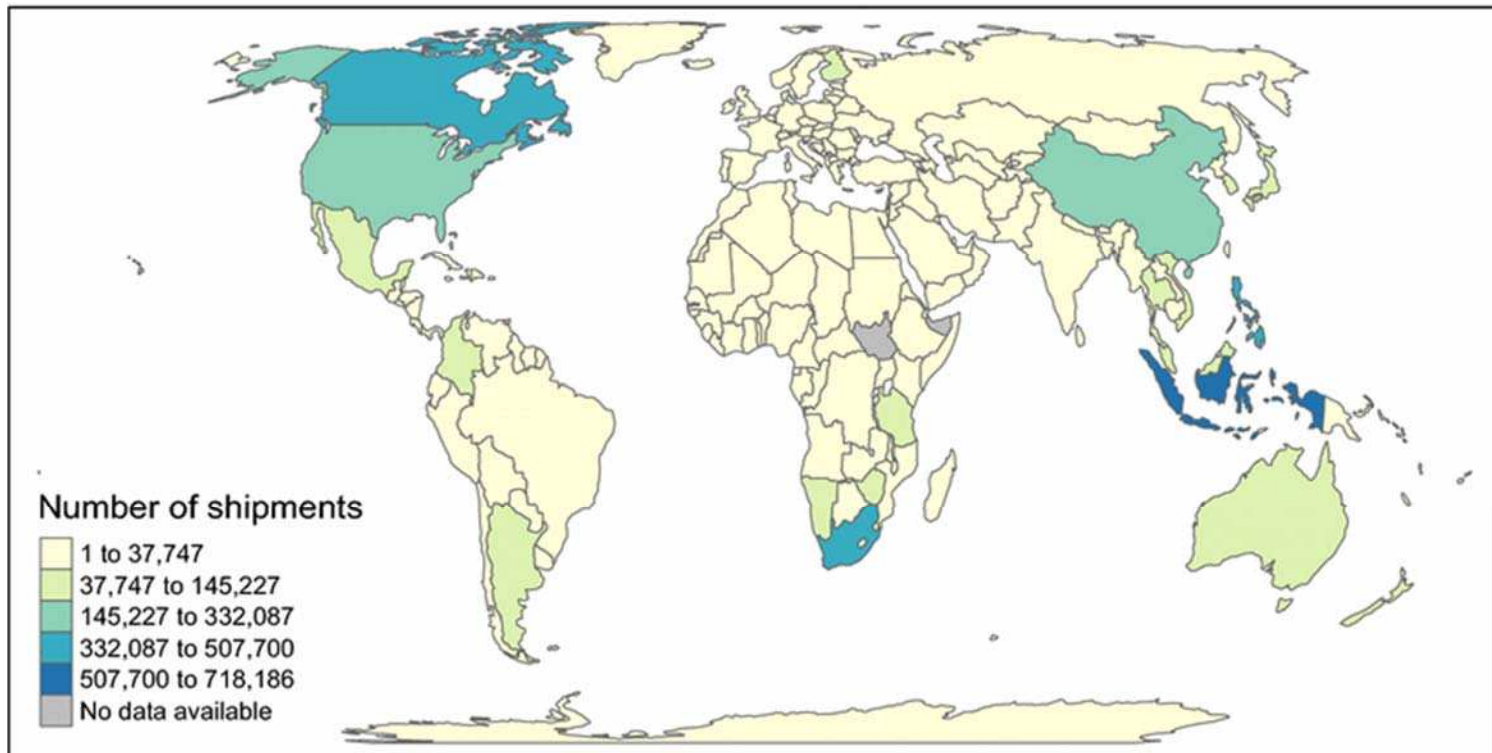 Number of shipments
1 to 37,747
37,747 to 145,227
145,227 to 332,087
332,087 to 507,700
507,700 to 718,186
No data available